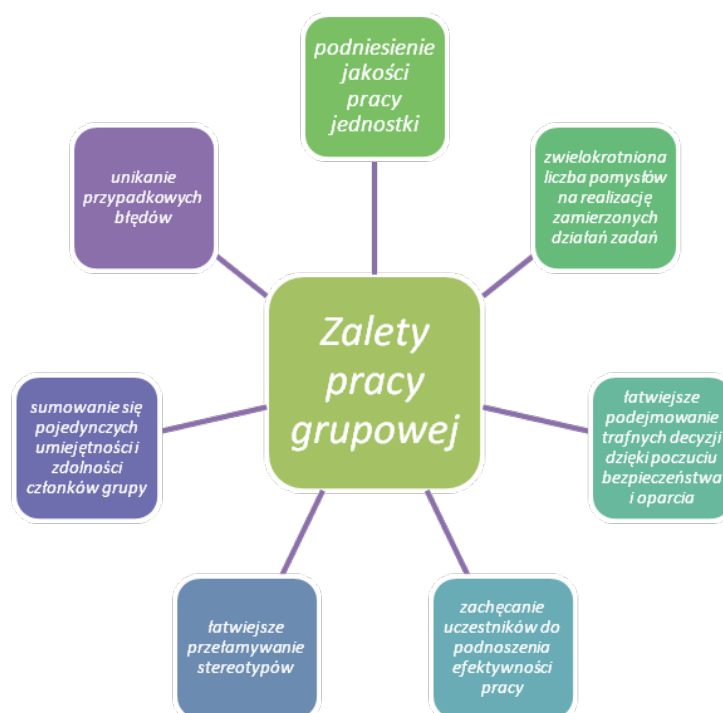 podniesienie
jakości
pracy
jednostki
zwielokrotniona
liczba pomysłów
na realizację
zamierzonych
działań zadań
łatwiejsze
podejmowanie
trafnych decyzji
dzięki poczuciu
bezpieczeństwa
i oparcia
zachęcanie
uczestników do
podnoszenia
efektywności
pracy
łatwiejsze
przełamywanie
stereotypów
sumowanie się
pojedynczych
umiejętności i
zdolności
członków grupy
unikanie
przypadkowych
błędów
Zalety
pracy
grupowej